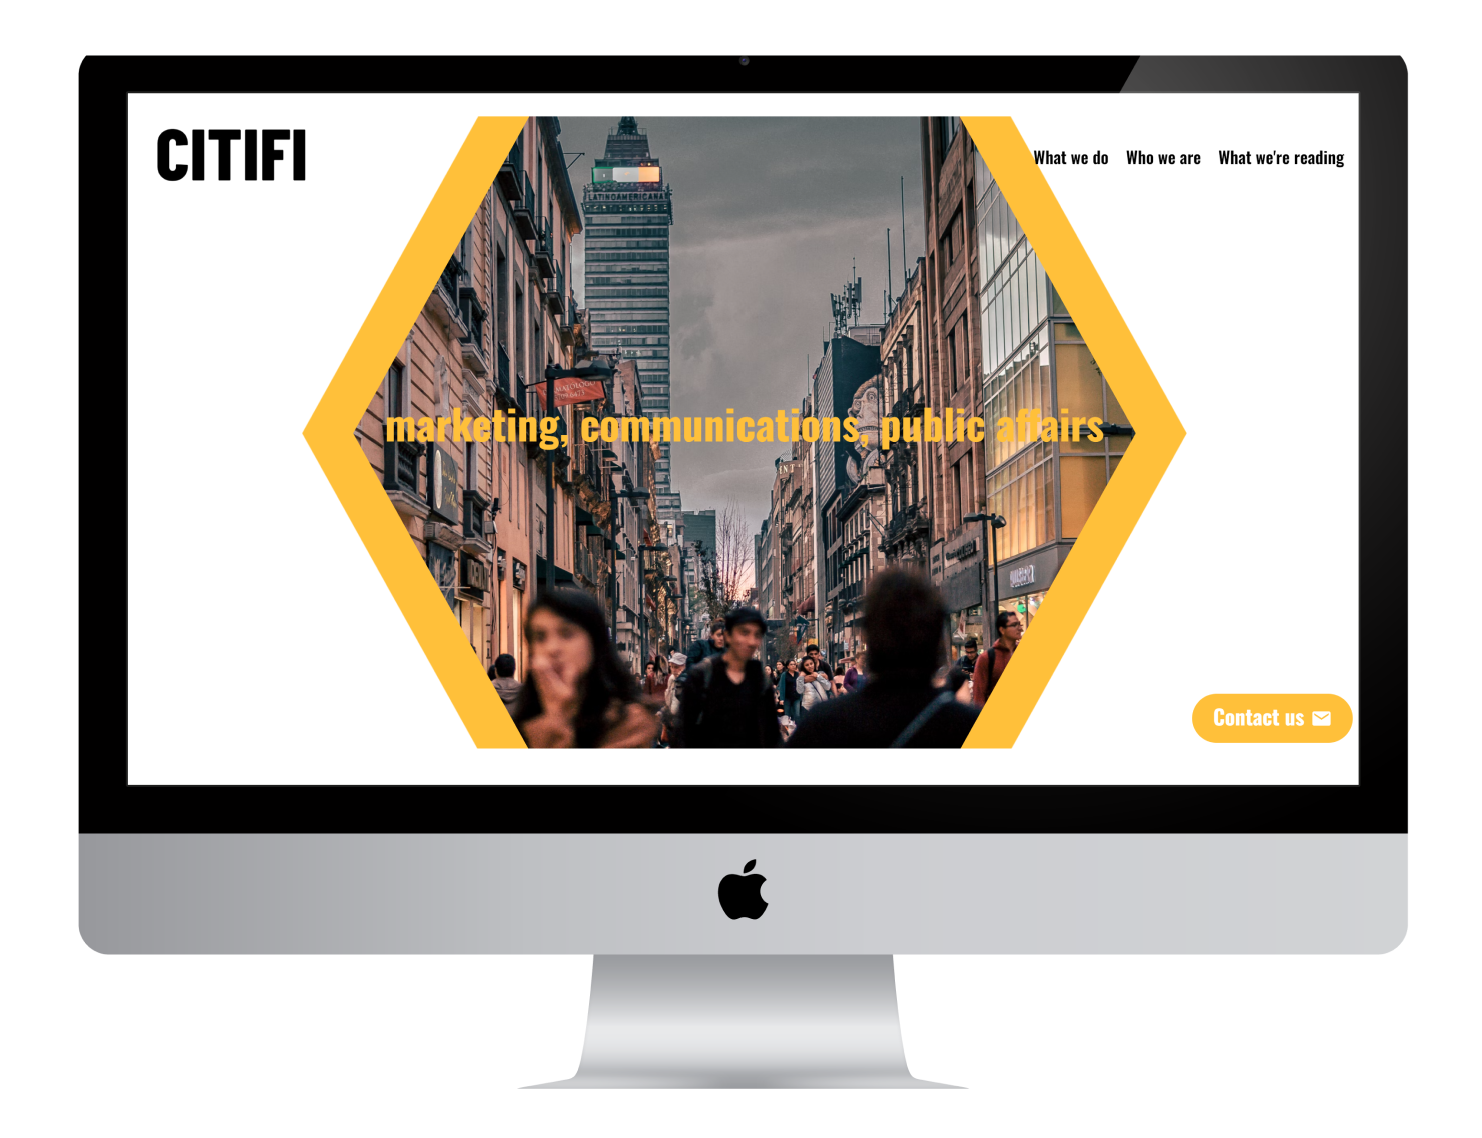 CITIFI
What we do Who we are What we're reading
LATINOAMERICANA
marketing, communications, public affairs
Contact us